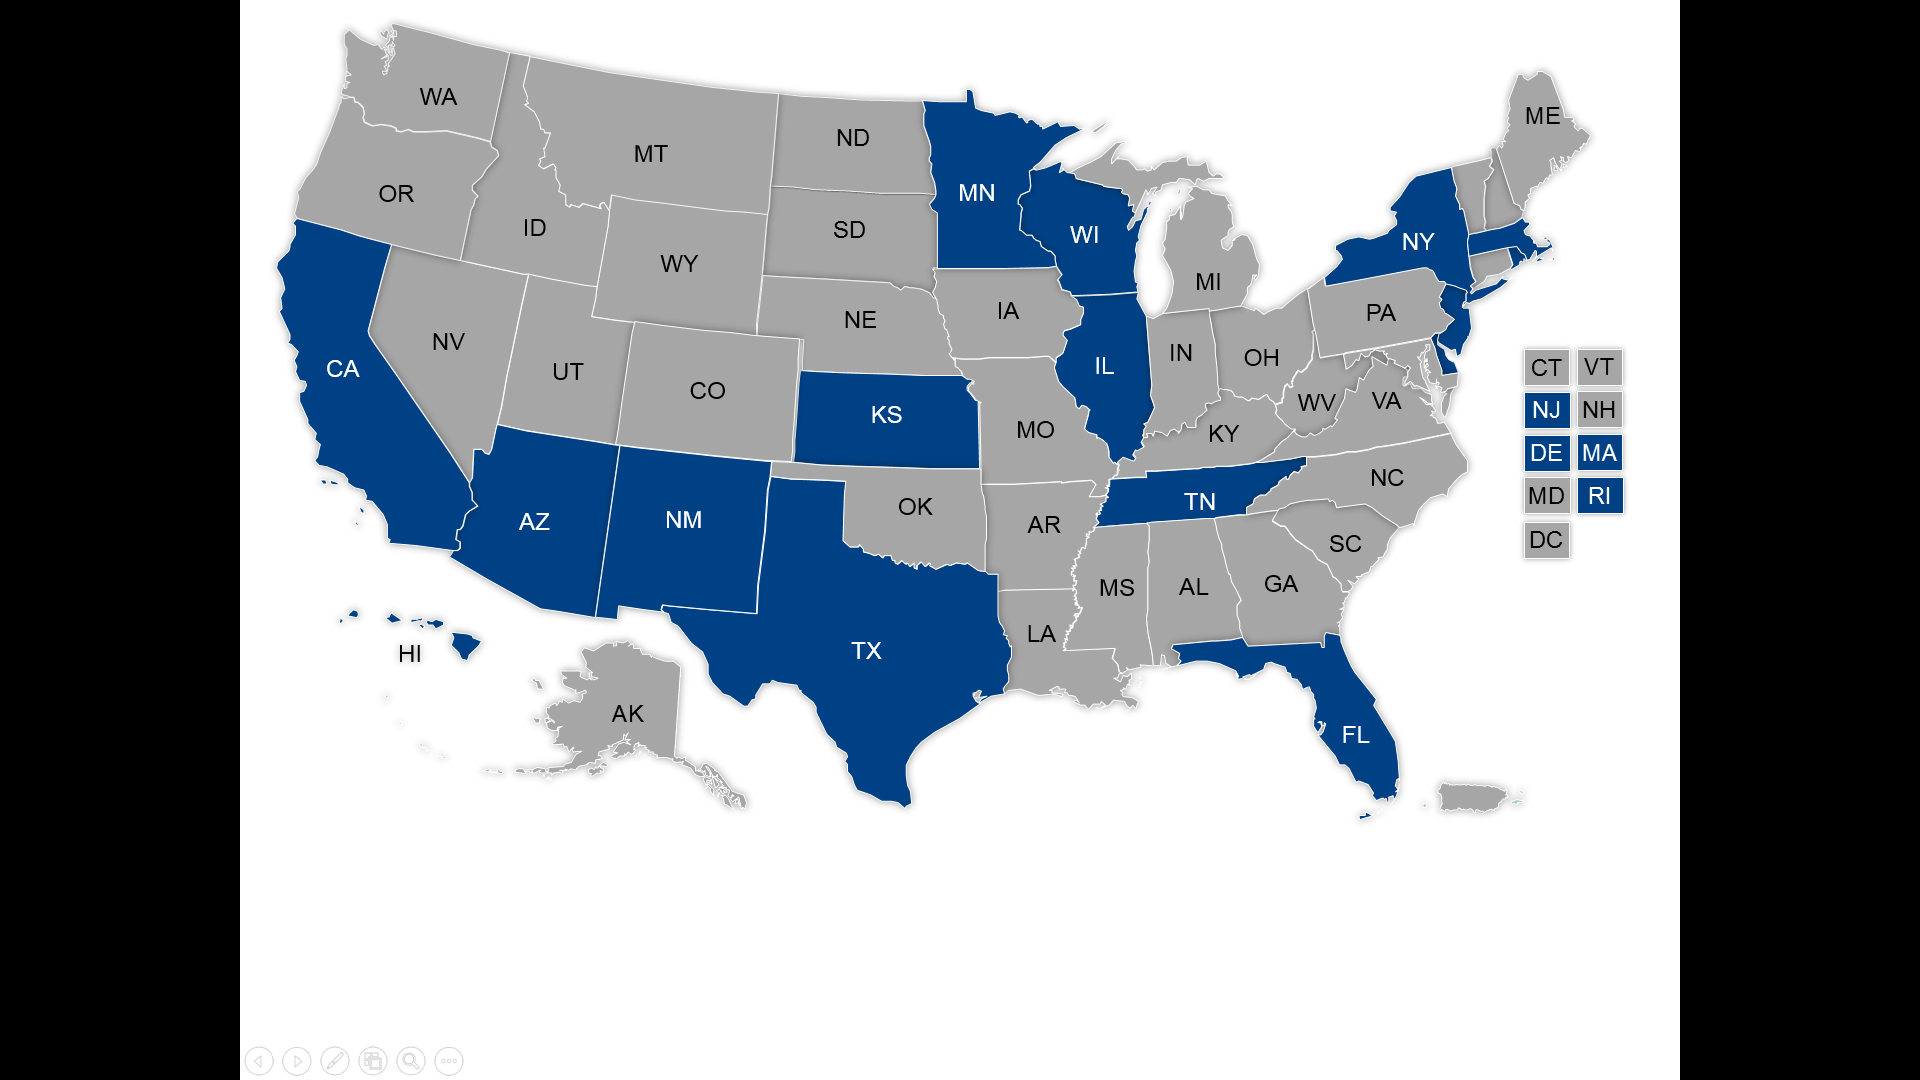 WA
MT
ND
MN
ME
OR
ID
WY
SD
WI
NY
MI
NV
UT
CO
NE
IA
IL
IN
OH
PA
CA
KS
MO
KY
WV
VA
CT
VT
NJ
NH
DE
MA
MD
RI
DC
AZ
NM
OK
AR
TN
NC
SC
MS
AL
GA
TX
LA
FL
HI
AK